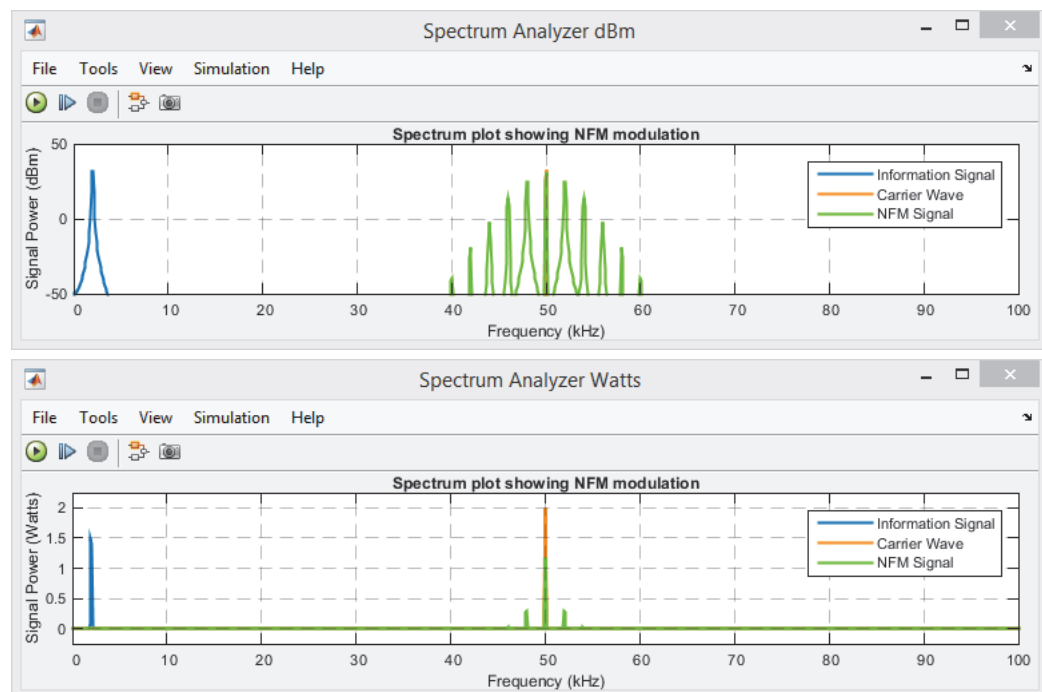 Spectrum Analyzer dBm
File Tools View Simulation Help
Spectrum plot showing NFM modulation
Signal Power (dBm)
50
0
-50
Information Signal
Carrier Wave
NFM Signal
0 10 20 30 40 50 60 70 80 90 100
Frequency (kHz)
Spectrum Analyzer Watts
File Tools View Simulation Help
Spectrum plot showing NFM modulation
Signal Power (Watts)
2
1.5
1
0.5
0
Information Signal
Carrier Wave
NFM Signal
0 10 20 30 40 50 60 70 80 90 100
Frequency (kHz)